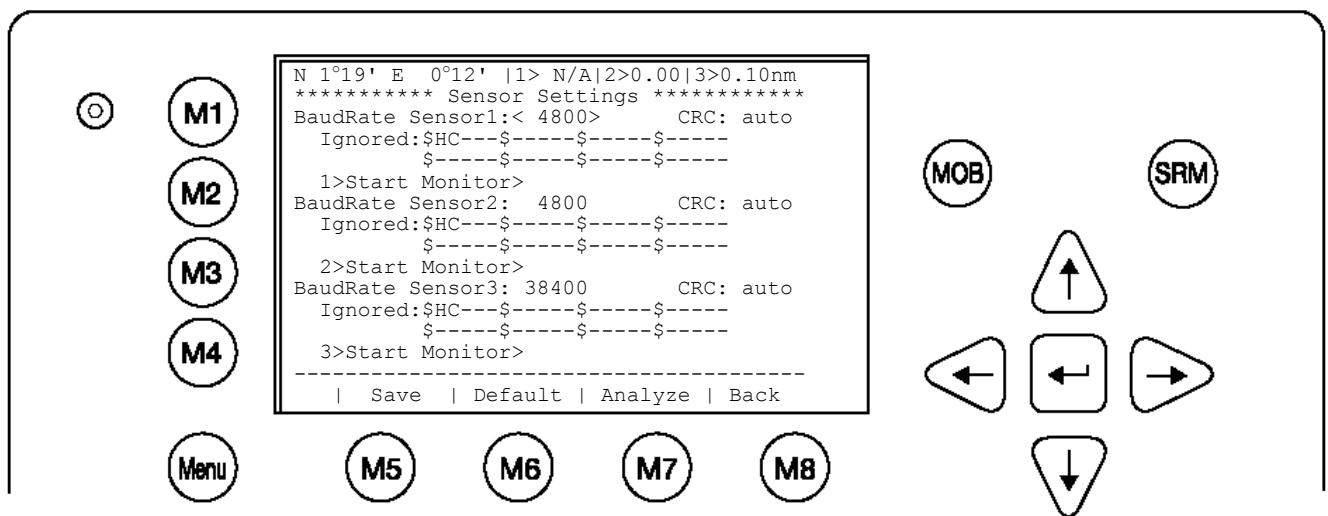 N 1°19' E  0°12' |1> N/A|2>0.00|3>0.10nm
*********** Sensor Settings ************
BaudRate Sensor1:< 4800>      CRC: auto
Ignored:$HC---$-----$-----$-----
$-----$-----$-----$-----
1>Start Monitor>
BaudRate Sensor2:  4800       CRC: auto
Ignored:$HC---$-----$-----$-----
$-----$-----$-----$-----
2>Start Monitor>
BaudRate Sensor3: 38400       CRC: auto
Ignored:$HC---$-----$-----$-----
$-----$-----$-----$-----
3>Start Monitor>
----------------------------------------
|  Save  | Default | Analyze | Back
M1
M2
M3
M4
Menu
M5
M6
M7
M8
MOB
SRM